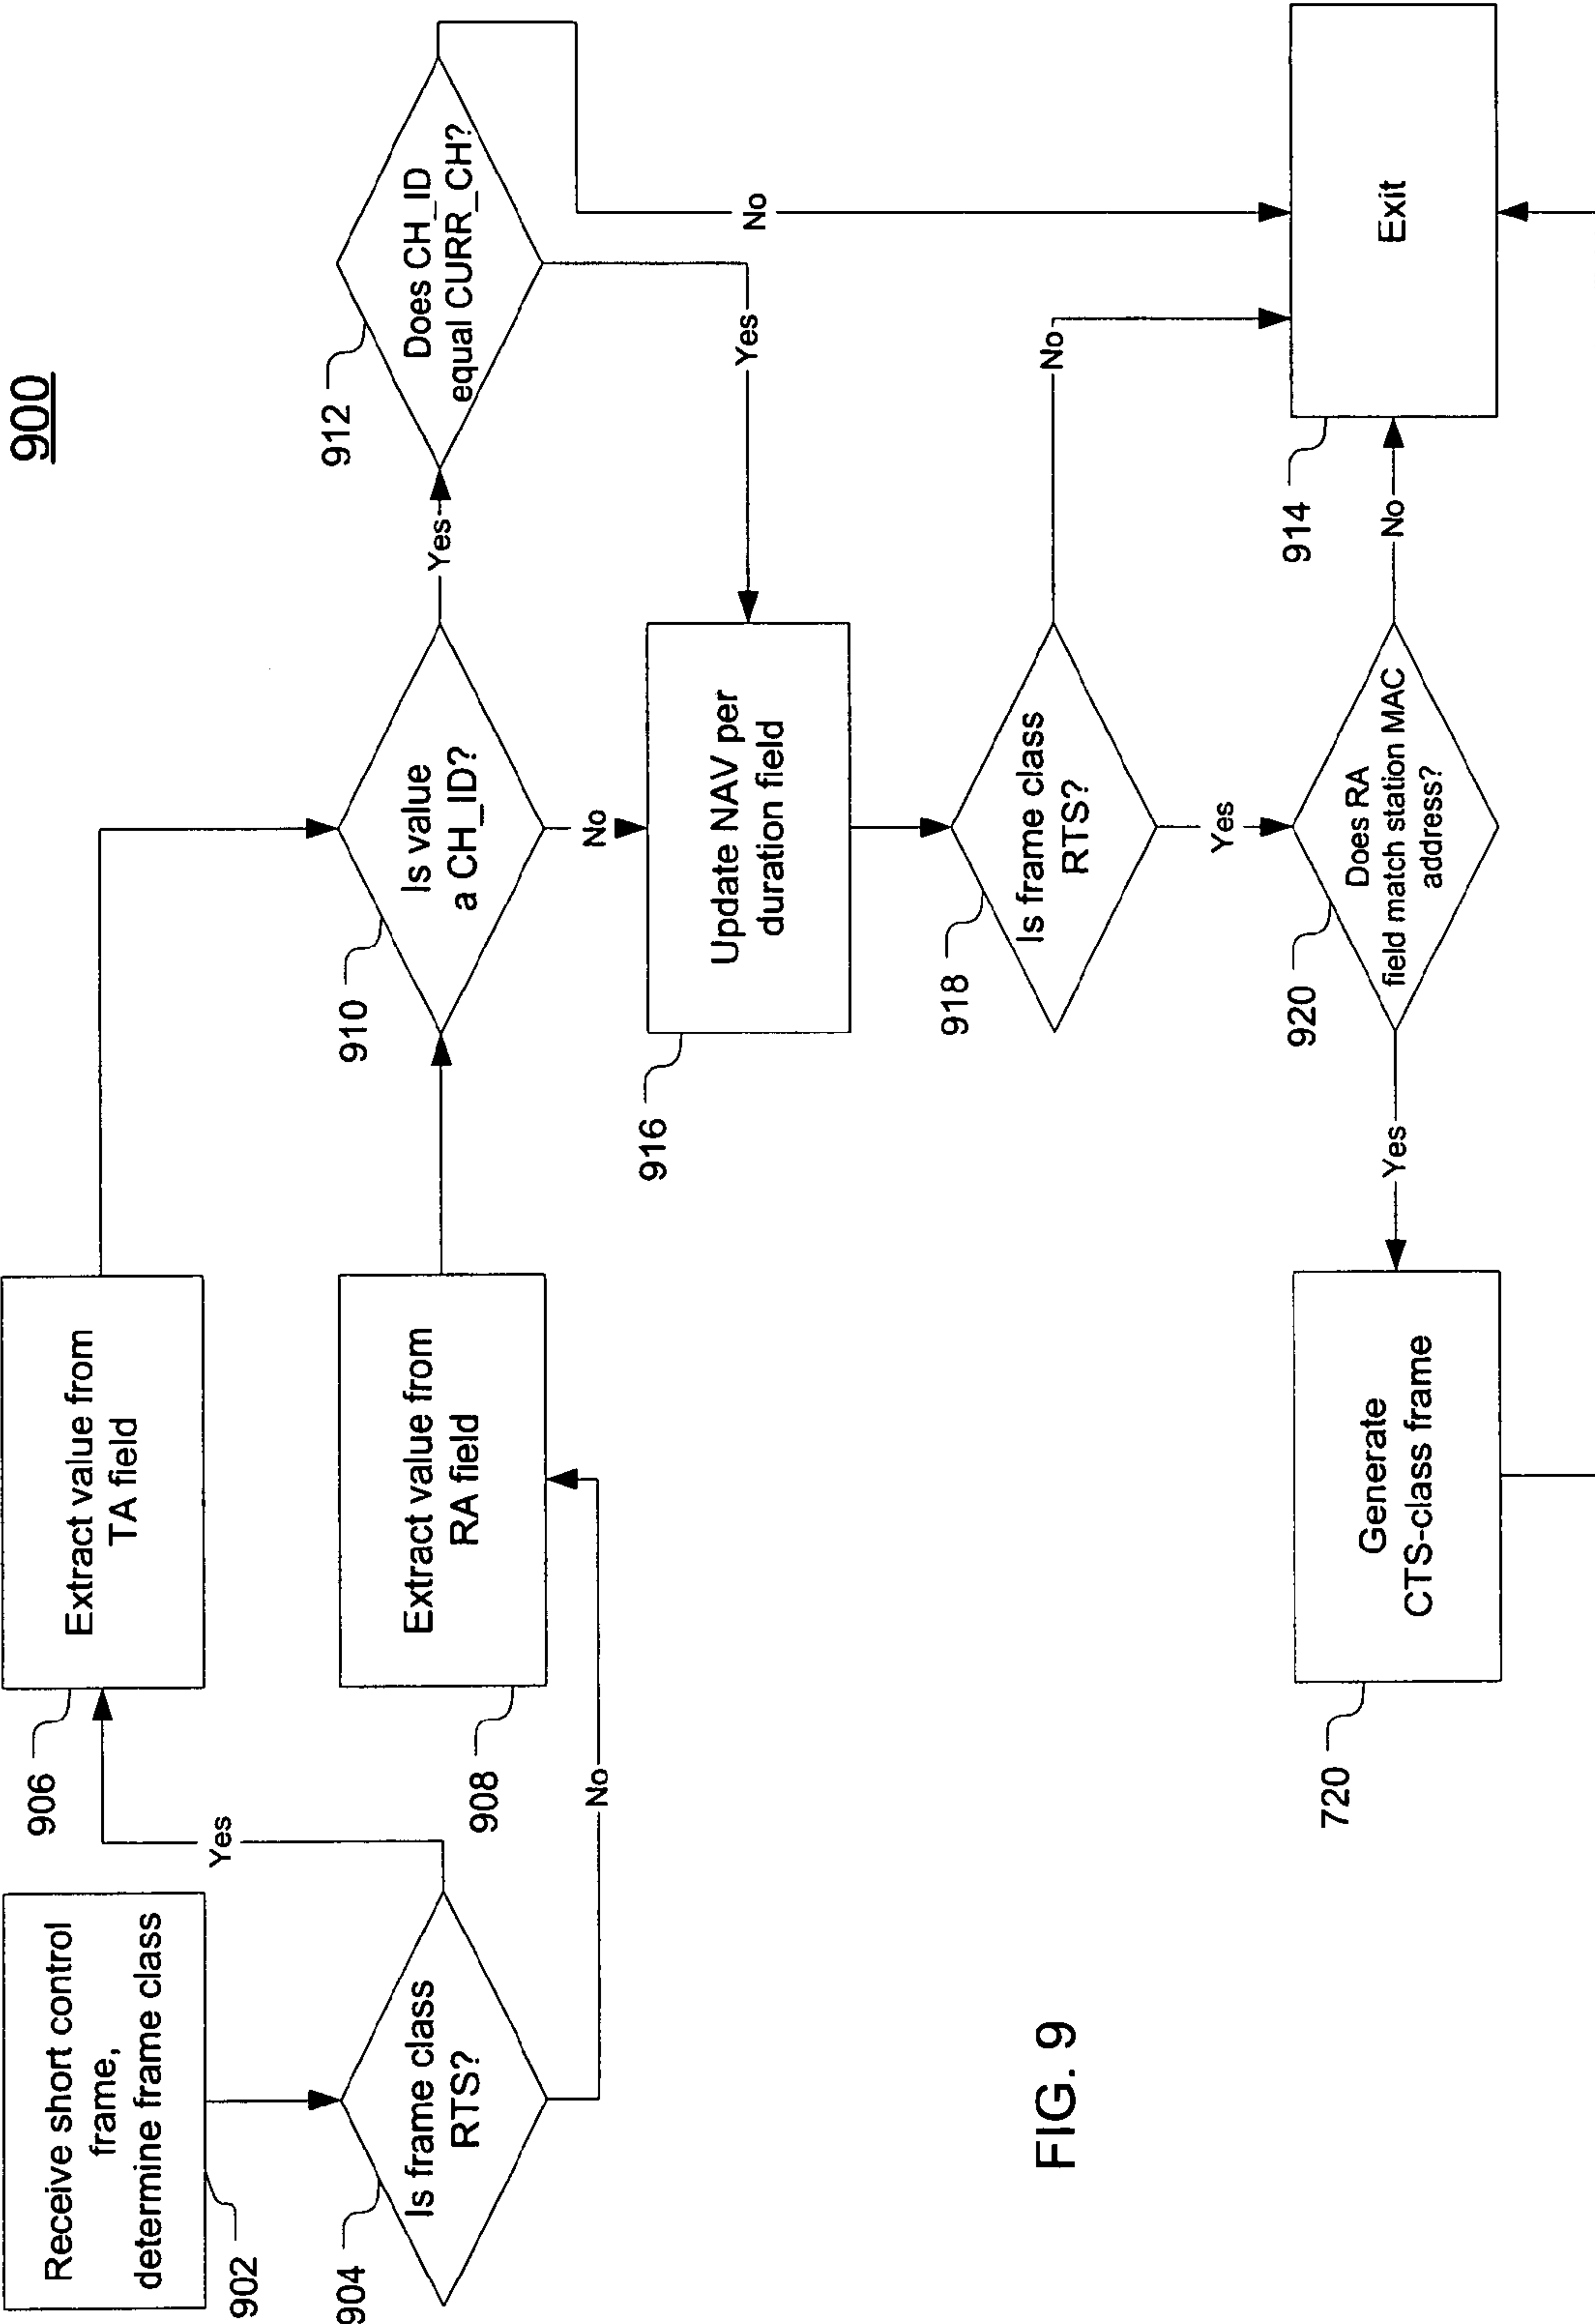 900
Receive short control
frame,
determine frame class
902
Is frame class
RTS?
904
Yes
No
Extract value from
TA field
906
Extract value from
RA field
908
Is value
a CH_ID?
910
Yes
No
Does CH_ID
equal CURR_CH?
912
Yes
No
Update NAV per
duration field
916
Is frame class
RTS?
918
No
Yes
Does RA
field match station MAC
address?
920
Yes
No
Generate
CTS-class frame
720
Exit
914
FIG. 9